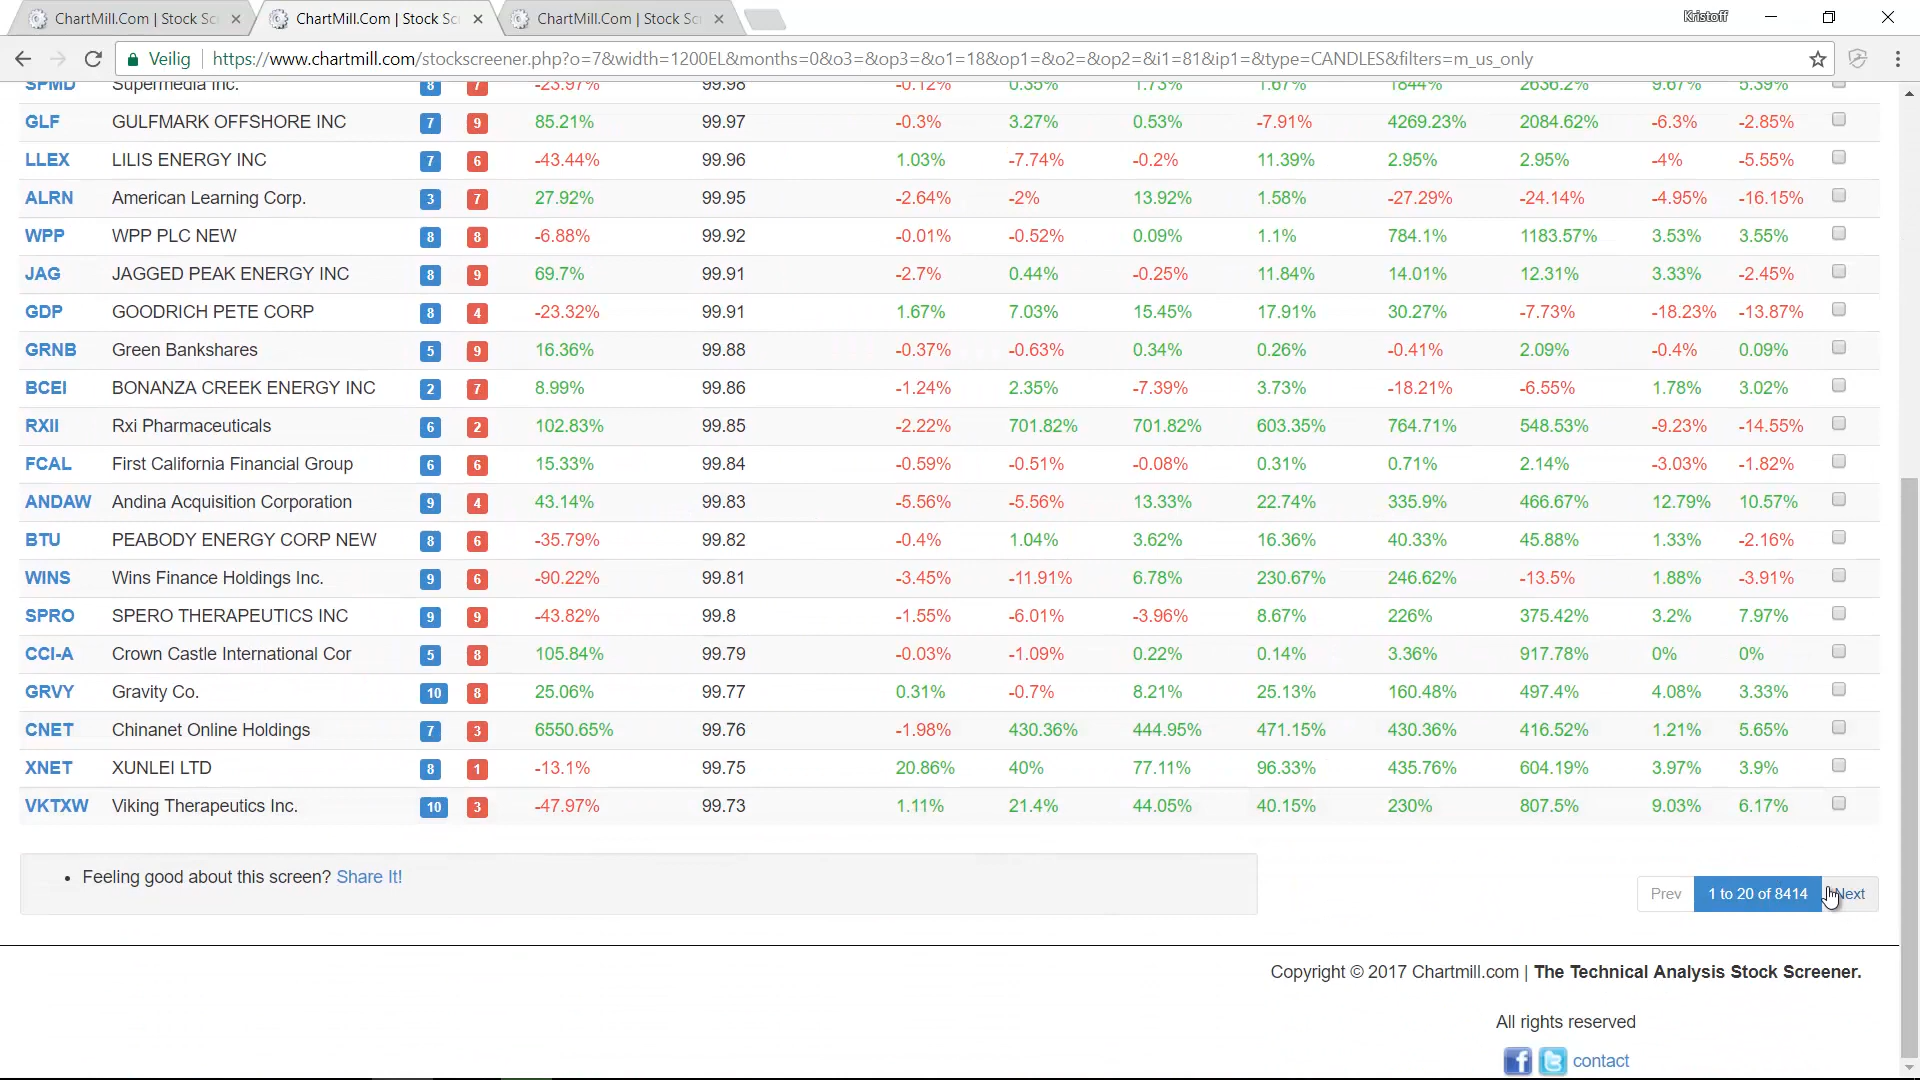 ChartMill.Com | Stock Sc ChartMill.Com | Stock Sc ChartMill.Com | Stock Sc Kristoff
Veilig https://www.chartmill.com/stockscreener.php?o=7&width=1200EL&months=0&o3=&op3=&o1=18&op1=&o2=&op2=&i1=81&ip1=&type=CANDLES&filters=m_us_only
SPMD Supermedia Inc. 8 7 -23.97% 99.98 -0.12% 0.35% 1.73% 1.67% 1844% 2636.2% 9.67% 5.39%
GLF GULFMARK OFFSHORE INC 7 9 85.21% 99.97 -0.3% 3.27% 0.53% -7.91% 4269.23% 2084.62% -6.3% -2.85%
LLEX LILIS ENERGY INC 7 6 -43.44% 99.96 1.03% -7.74% -0.2% 11.39% 2.95% 2.95% -4% -5.55%
ALRN American Learning Corp. 3 7 27.92% 99.95 -2.64% -2% 13.92% 1.58% -27.29% -24.14% -4.95% -16.15%
WPP WPP PLC NEW 8 8 -6.88% 99.92 -0.01% -0.52% 0.09% 1.1% 784.1% 1183.57% 3.53% 3.55%
JAG JAGGED PEAK ENERGY INC 8 9 69.7% 99.91 -2.7% 0.44% -0.25% 11.84% 14.01% 12.31% 3.33% -2.45%
GDP GOODRICH PETE CORP 8 4 -23.32% 99.91 1.67% 7.03% 15.45% 17.91% 30.27% -7.73% -18.23% -13.87%
GRNB Green Bankshares 5 9 16.36% 99.88 -0.37% -0.63% 0.34% 0.26% -0.41% 2.09% -0.4% 0.09%
BCEI BONANZA CREEK ENERGY INC 2 7 8.99% 99.86 -1.24% 2.35% -7.39% 3.73% -18.21% -6.55% 1.78% 3.02%
RXII Rxi Pharmaceuticals 6 2 102.83% 99.85 -2.22% 701.82% 701.82% 603.35% 764.71% 548.53% -9.23% -14.55%
FCAL First California Financial Group 6 6 15.33% 99.84 -0.59% -0.51% -0.08% 0.31% 0.71% 2.14% -3.03% -1.82%
ANDAW Andina Acquisition Corporation 9 4 43.14% 99.83 -5.56% -5.56% 13.33% 22.74% 335.9% 466.67% 12.79% 10.57%
BTU PEABODY ENERGY CORP NEW 8 6 -35.79% 99.82 -0.4% 1.04% 3.62% 16.36% 40.33% 45.88% 1.33% -2.16%
WINS Wins Finance Holdings Inc. 9 6 -90.22% 99.81 -3.45% -11.91% 6.78% 230.67% 246.62% -13.5% 1.88% -3.91%
SPRO SPERO THERAPEUTICS INC 9 9 -43.82% 99.8 -1.55% -6.01% -3.96% 8.67% 226% 375.42% 3.2% 7.97%
CCI-A Crown Castle International Cor 5 8 105.84% 99.79 -0.03% -1.09% 0.22% 0.14% 3.36% 917.78% 0% 0%
GRVY Gravity Co. 10 8 25.06% 99.77 0.31% -0.7% 8.21% 25.13% 160.48% 497.4% 4.08% 3.33%
CNET Chinanet Online Holdings 7 3 6550.65% 99.76 -1.98% 430.36% 444.95% 471.15% 430.36% 416.52% 1.21% 5.65%
XNET XUNLEI LTD 8 1 -13.1% 99.75 20.86% 40% 77.11% 96.33% 435.76% 604.19% 3.97% 3.9%
VKTXW Viking Therapeutics Inc. 10 3 -47.97% 99.73 1.11% 21.4% 44.05% 40.15% 230% 807.5% 9.03% 6.17%
• Feeling good about this screen? Share It!
Prev 1 to 20 of 8414 Next
Copyright © 2017 Chartmill.com | The Technical Analysis Stock Screener.
All rights reserved
contact